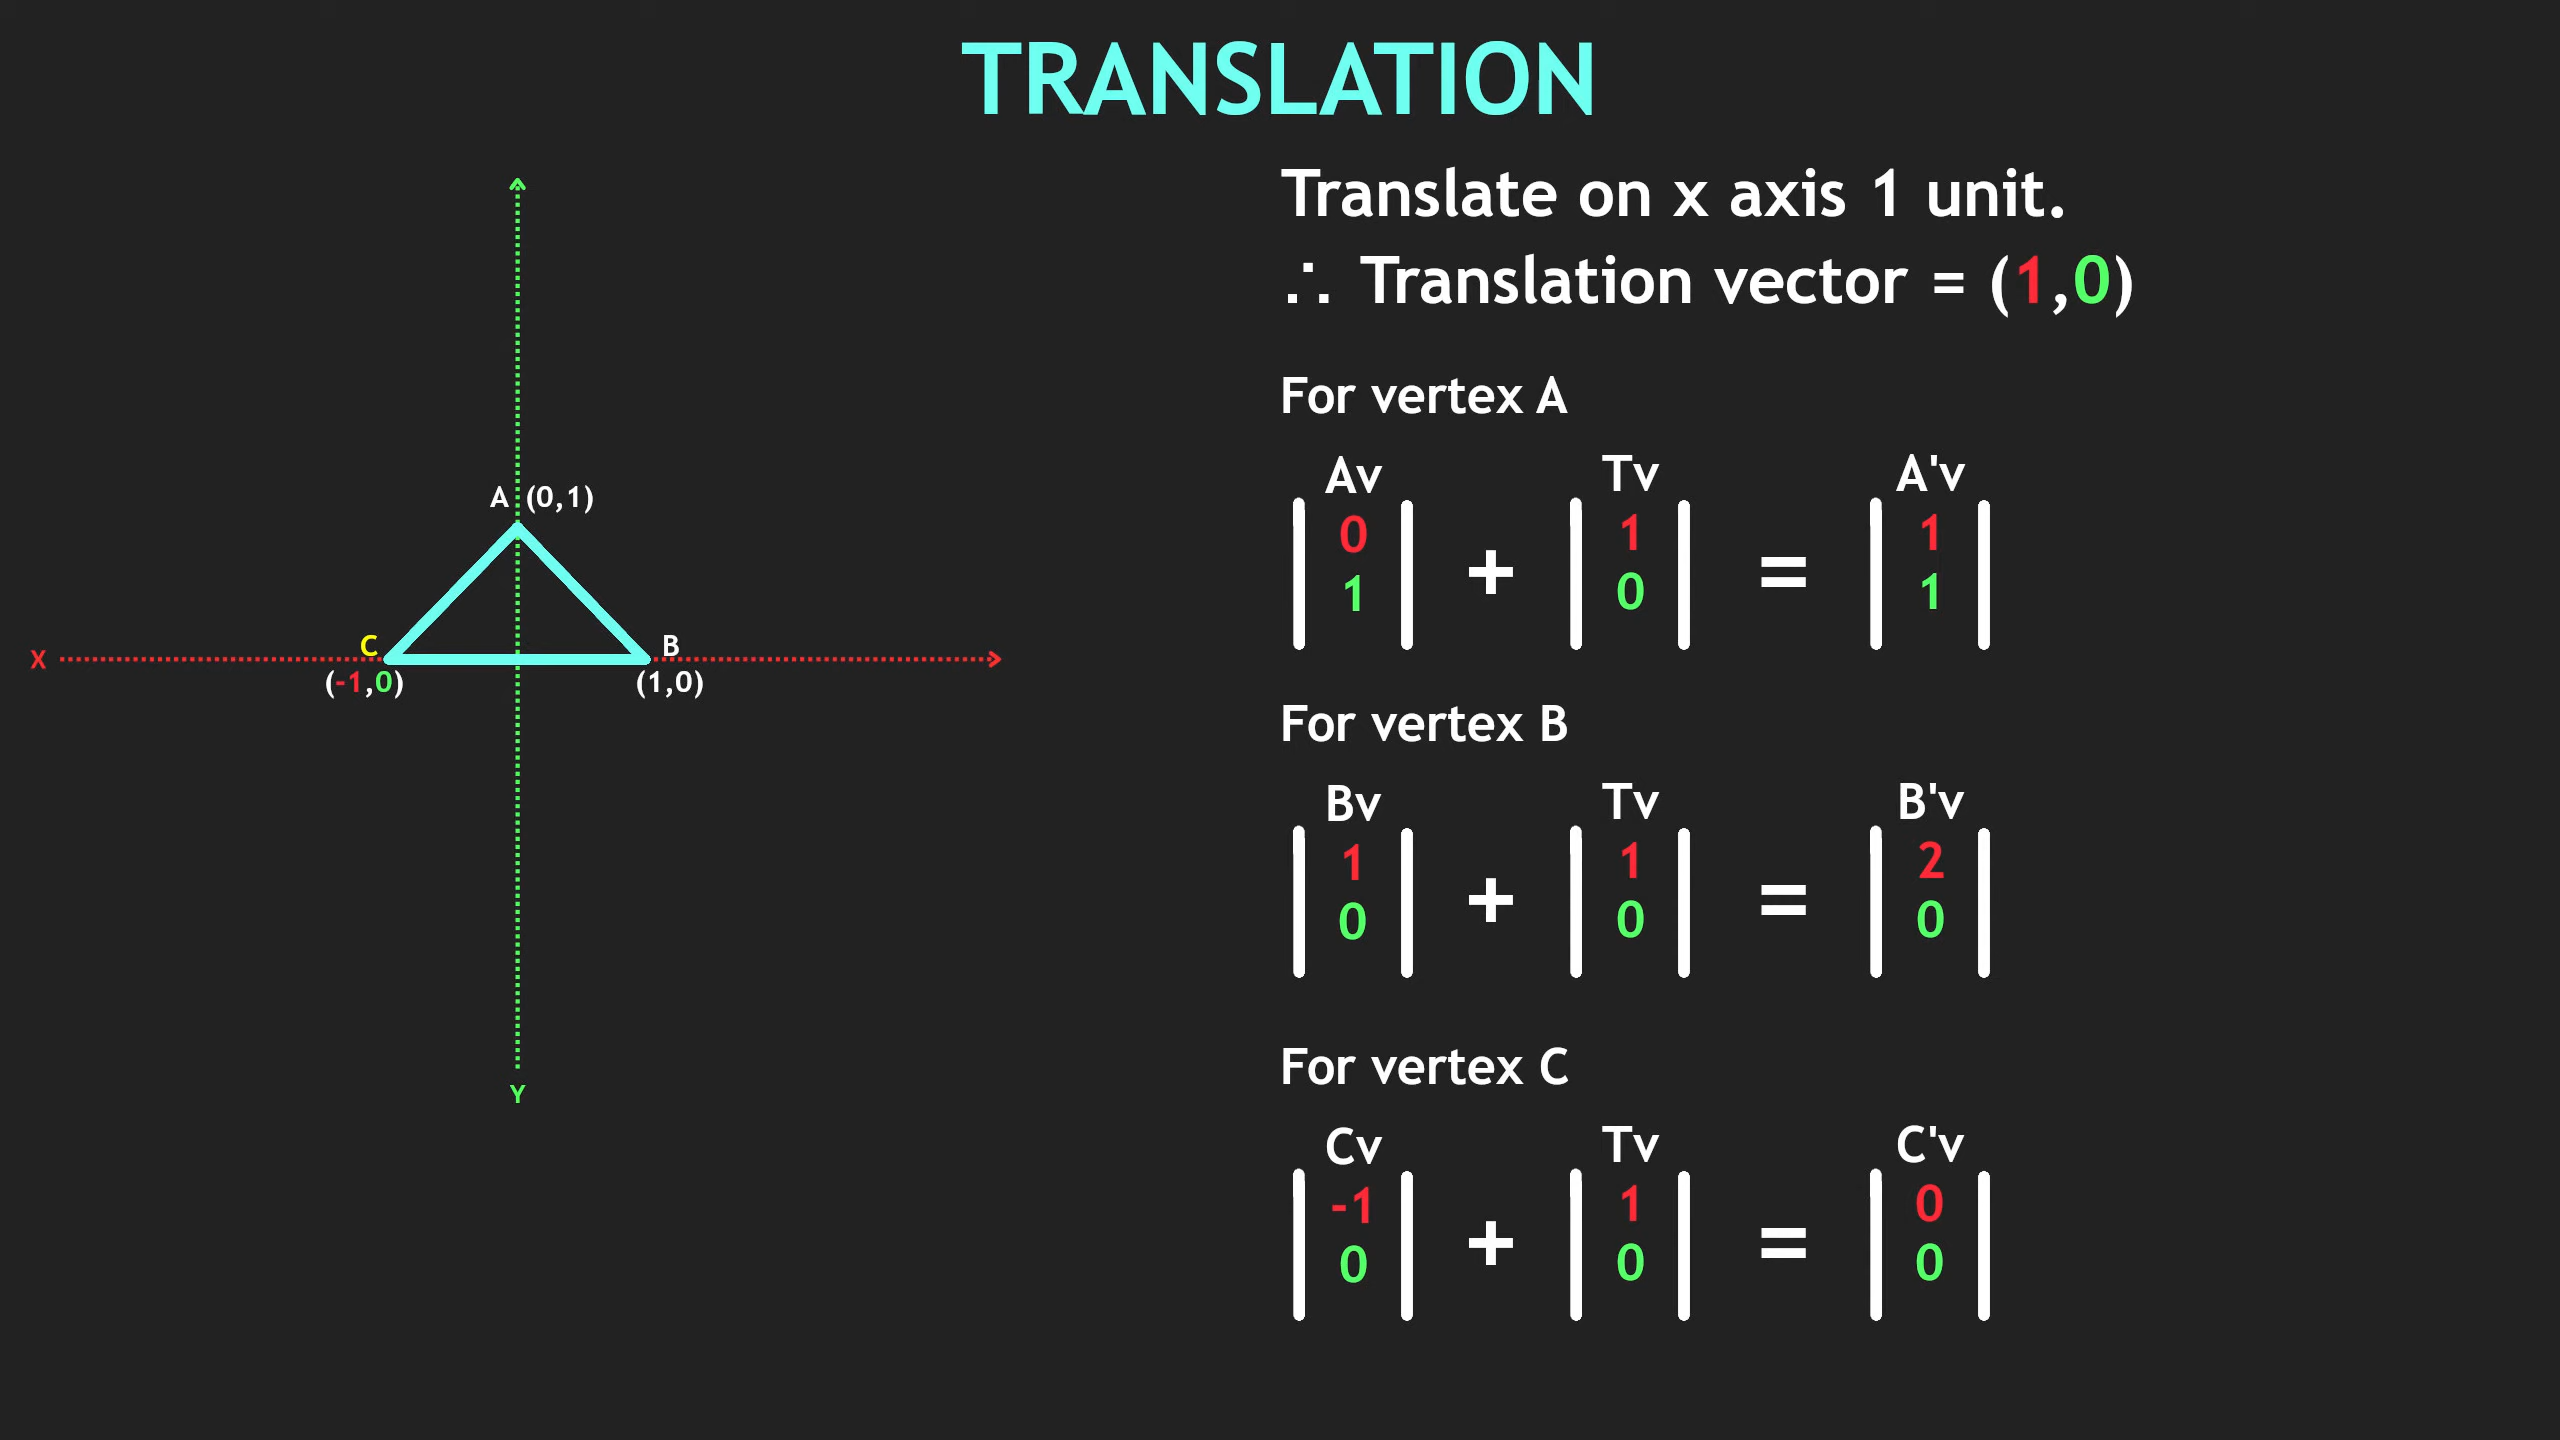 TRANSLATION
Translate on x axis 1 unit.
∴ Translation vector = (1,0)
A (0,1)
C
B
X
(-1,0)
(1,0)
Y
For vertex A
Av Tv A'v
0 1 1
+ =
1 0 1
For vertex B
Bv Tv B'v
1 1 2
+ =
0 0 0
For vertex C
Cv Tv C'v
-1 1 0
+ =
0 0 0